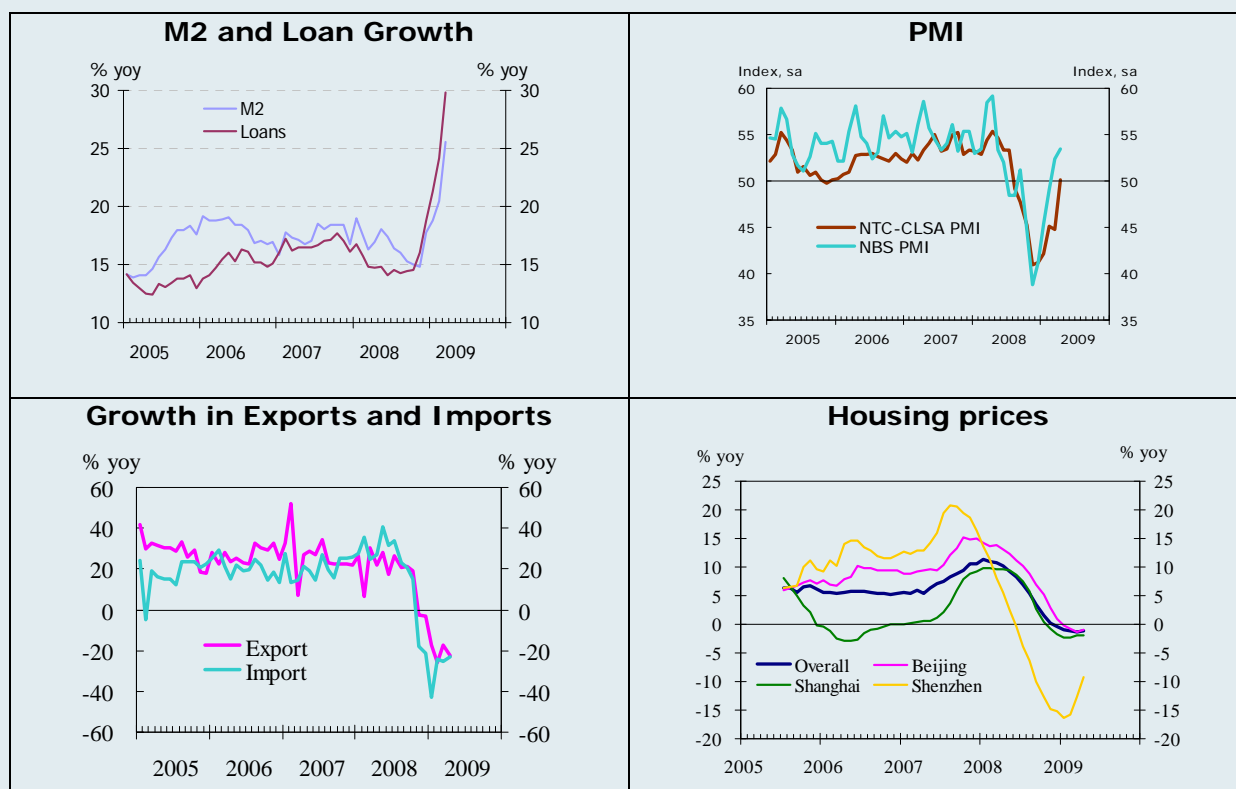 M2 and Loan Growth
% yoy
% yoy
30
25
20
15
10
30
25
20
15
10
M2
Loans
2005 2006 2007 2008 2009
PMI
Index, sa
Index, sa
60
55
50
45
40
35
60
55
50
45
40
35
NTC-CLSA PMI
NBS PMI
2005 2006 2007 2008 2009
Growth in Exports and Imports
% yoy
% yoy
60
40
20
0
-20
-40
-60
60
40
20
0
-20
-40
-60
Export
Import
2005 2006 2007 2008 2009
Housing prices
% yoy
% yoy
25
20
15
10
5
0
-5
-10
-15
-20
25
20
15
10
5
0
-5
-10
-15
-20
Overall Beijing
Shanghai Shenzhen
2005 2006 2007 2008 2009